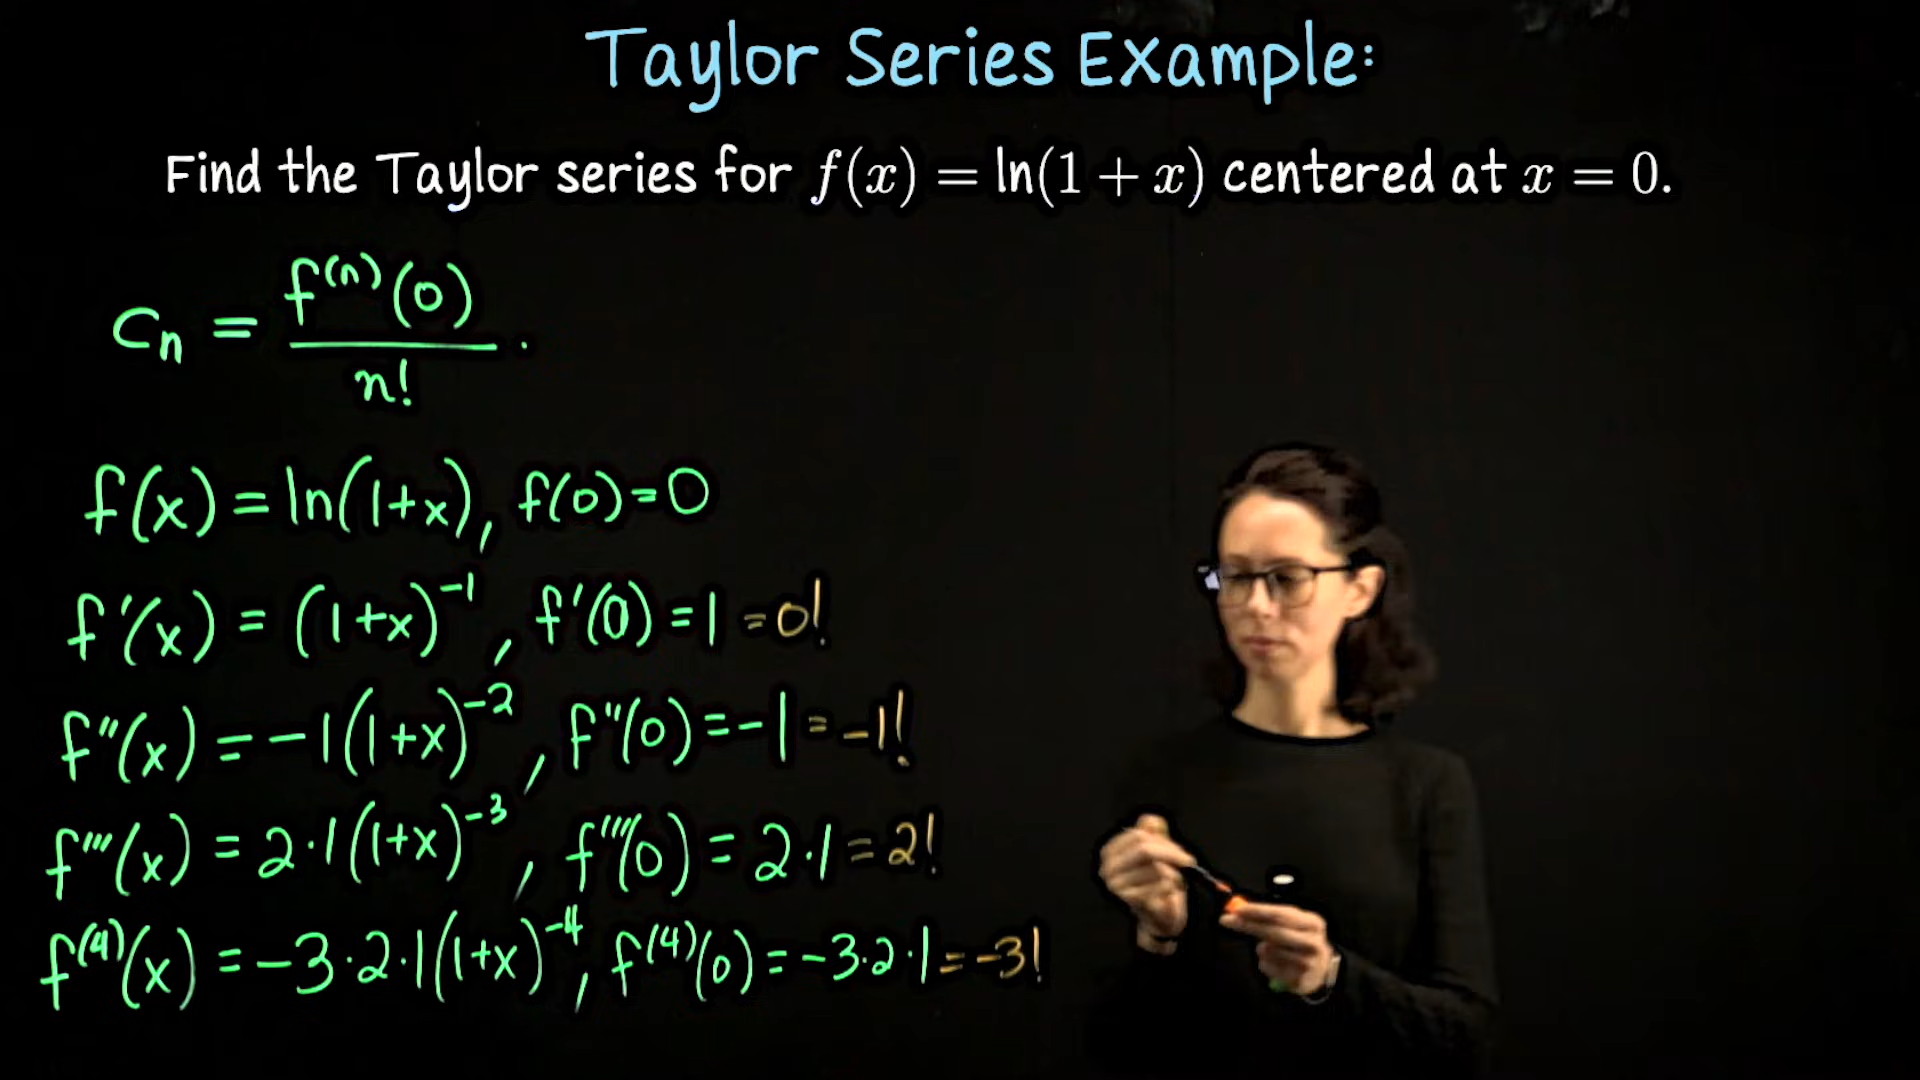 Taylor Series Example:
Find the Taylor series for f(x) = ln(1 + x) centered at x = 0.
cₙ = f⁽ⁿ⁾(0) / n! .
f(x) = ln(1+x), f(0)=0
f'(x) = (1+x)⁻¹, f'(0) = 1 = 0!
f''(x) = -1(1+x)⁻², f''(0) = -1 = -1!
f'''(x) = 2·1(1+x)⁻³, f'''(0) = 2·1 = 2!
f⁽⁴⁾(x) = -3·2·1(1+x)⁻⁴, f⁽⁴⁾(0) = -3·2·1 = -3!